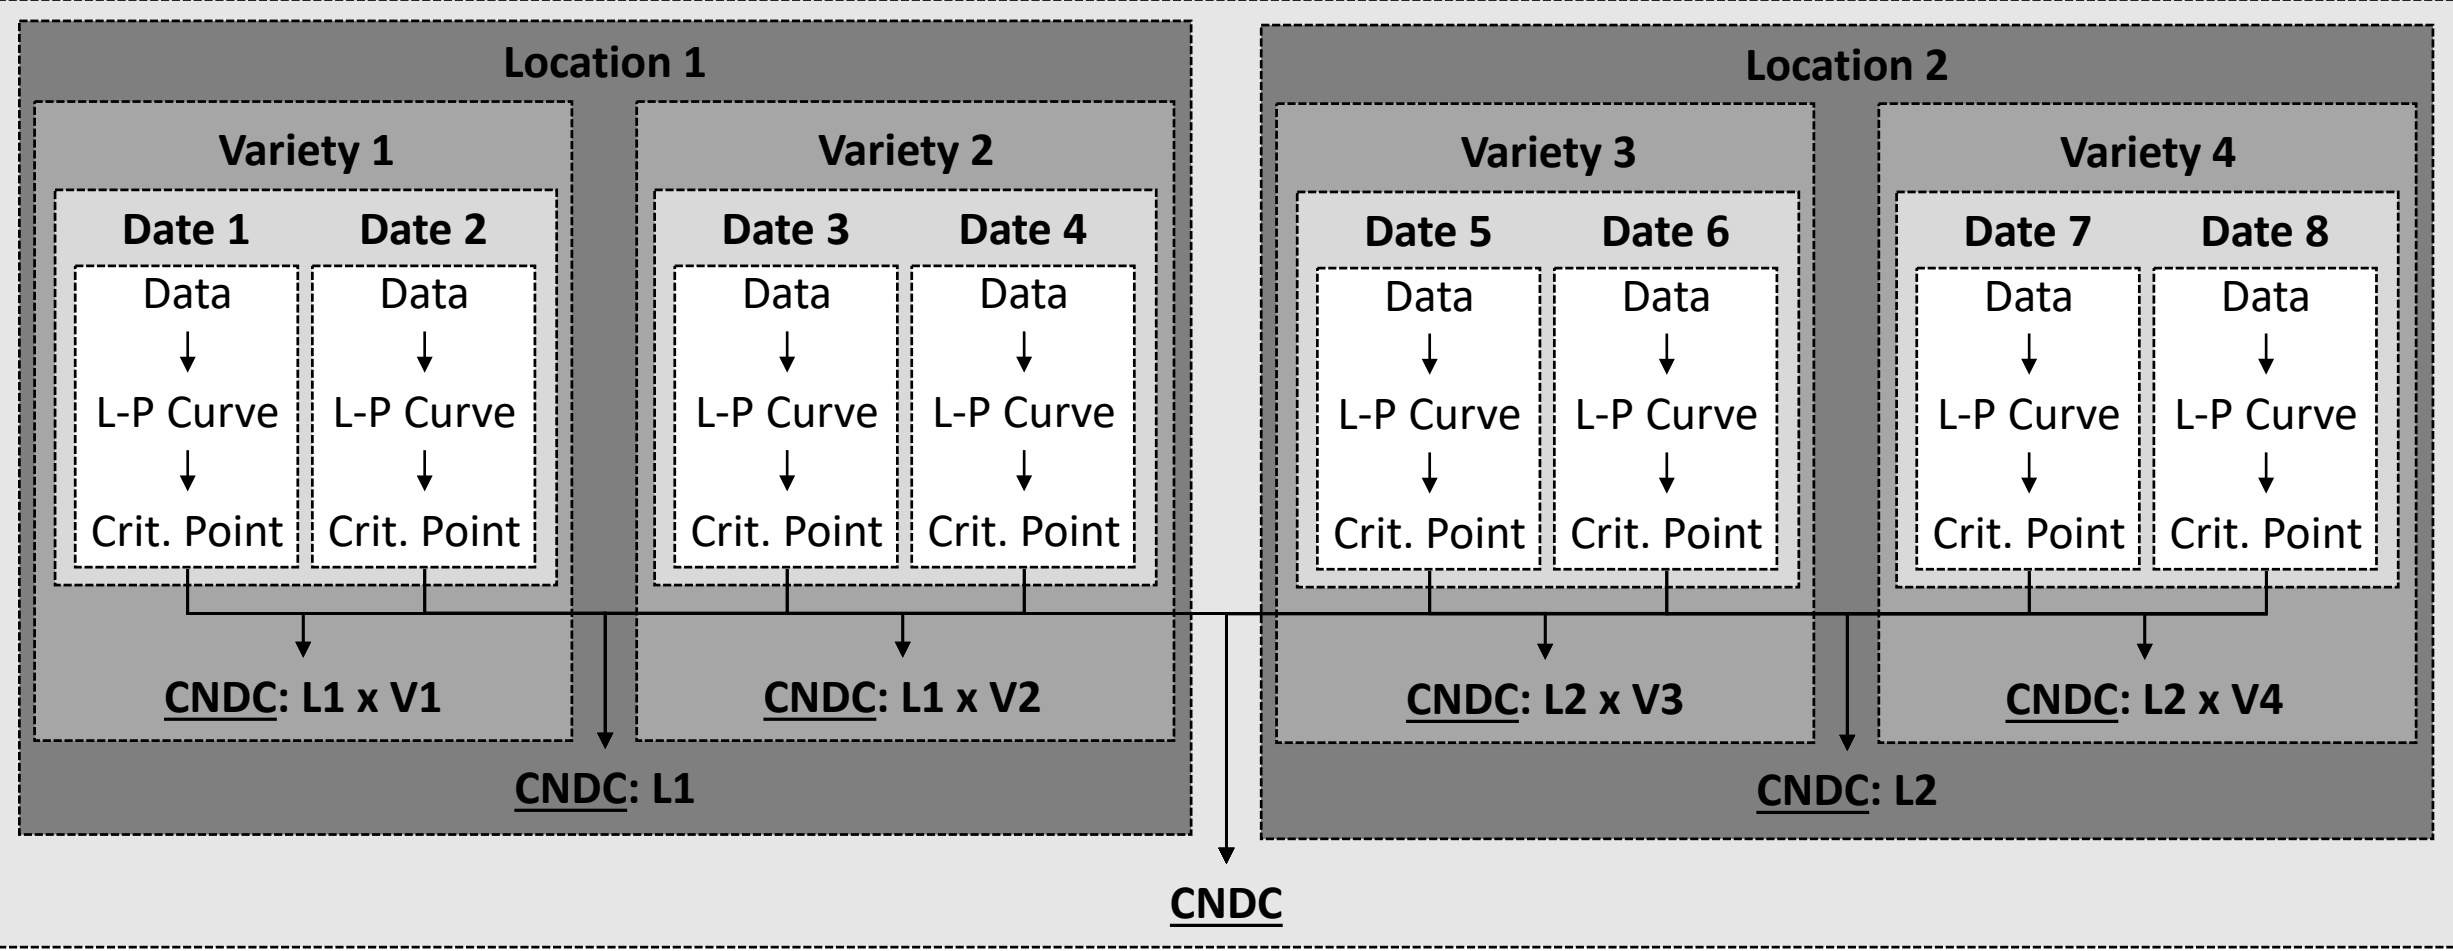 Location 1
Location 2
Variety 1
Variety 2
Variety 3
Variety 4
Date 1
Date 2
Date 3
Date 4
Date 5
Date 6
Date 7
Date 8
Data
Data
Data
Data
Data
Data
Data
Data
L-P Curve
L-P Curve
L-P Curve
L-P Curve
L-P Curve
L-P Curve
L-P Curve
L-P Curve
Crit. Point
Crit. Point
Crit. Point
Crit. Point
Crit. Point
Crit. Point
Crit. Point
Crit. Point
CNDC: L1 x V1
CNDC: L1 x V2
CNDC: L2 x V3
CNDC: L2 x V4
CNDC: L1
CNDC: L2
CNDC